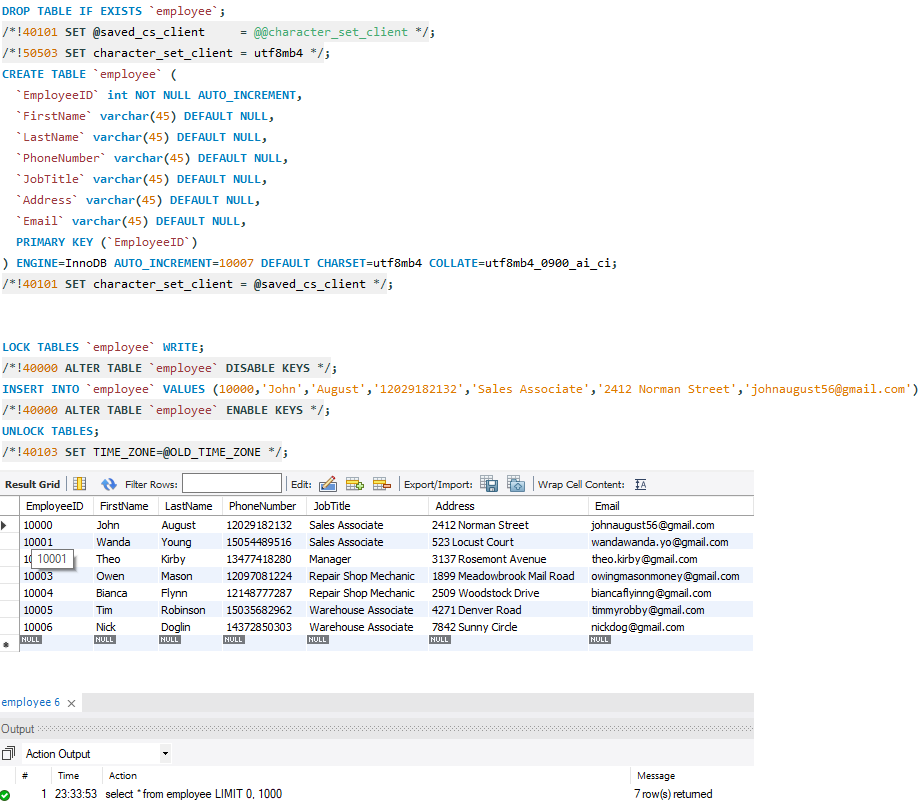 DROP TABLE IF EXISTS `employee`;
/*!40101 SET @saved_cs_client     = @@character_set_client */;
/*!50503 SET character_set_client = utf8mb4 */;
CREATE TABLE `employee` (
  `EmployeeID` int NOT NULL AUTO_INCREMENT,
  `FirstName` varchar(45) DEFAULT NULL,
  `LastName` varchar(45) DEFAULT NULL,
  `PhoneNumber` varchar(45) DEFAULT NULL,
  `JobTitle` varchar(45) DEFAULT NULL,
  `Address` varchar(45) DEFAULT NULL,
  `Email` varchar(45) DEFAULT NULL,
  PRIMARY KEY (`EmployeeID`)
) ENGINE=InnoDB AUTO_INCREMENT=10007 DEFAULT CHARSET=utf8mb4 COLLATE=utf8mb4_0900_ai_ci;
/*!40101 SET character_set_client = @saved_cs_client */;
LOCK TABLES `employee` WRITE;
/*!40000 ALTER TABLE `employee` DISABLE KEYS */;
INSERT INTO `employee` VALUES (10000,'John','August','12029182132','Sales Associate','2412 Norman Street','johnaugust56@gmail.com')
/*!40000 ALTER TABLE `employee` ENABLE KEYS */;
UNLOCK TABLES;
/*!40103 SET TIME_ZONE=@OLD_TIME_ZONE */;
Result Grid Filter Rows: Edit: Export/Import: Wrap Cell Content:
EmployeeID FirstName LastName PhoneNumber JobTitle Address Email
10000 John August 12029182132 Sales Associate 2412 Norman Street johnaugust56@gmail.com
10001 Wanda Young 15054489516 Sales Associate 523 Locust Court wandawanda.yo@gmail.com
10001 Theo Kirby 13477418280 Manager 3137 Rosemont Avenue theo.kirby@gmail.com
10003 Owen Mason 12097081224 Repair Shop Mechanic 1899 Meadowbrook Mail Road owingmasonmoney@gmail.com
10004 Bianca Flynn 12148777287 Repair Shop Mechanic 2509 Woodstock Drive biancaflyinng@gmail.com
10005 Tim Robinson 15035682962 Warehouse Associate 4271 Denver Road timmyrobby@gmail.com
10006 Nick Doglin 14372850303 Warehouse Associate 7842 Sunny Circle nickdog@gmail.com
NULL NULL NULL NULL NULL NULL NULL
employee 6
Output
Action Output
# Time Action Message
1 23:33:53 select * from employee LIMIT 0, 1000 7 row(s) returned